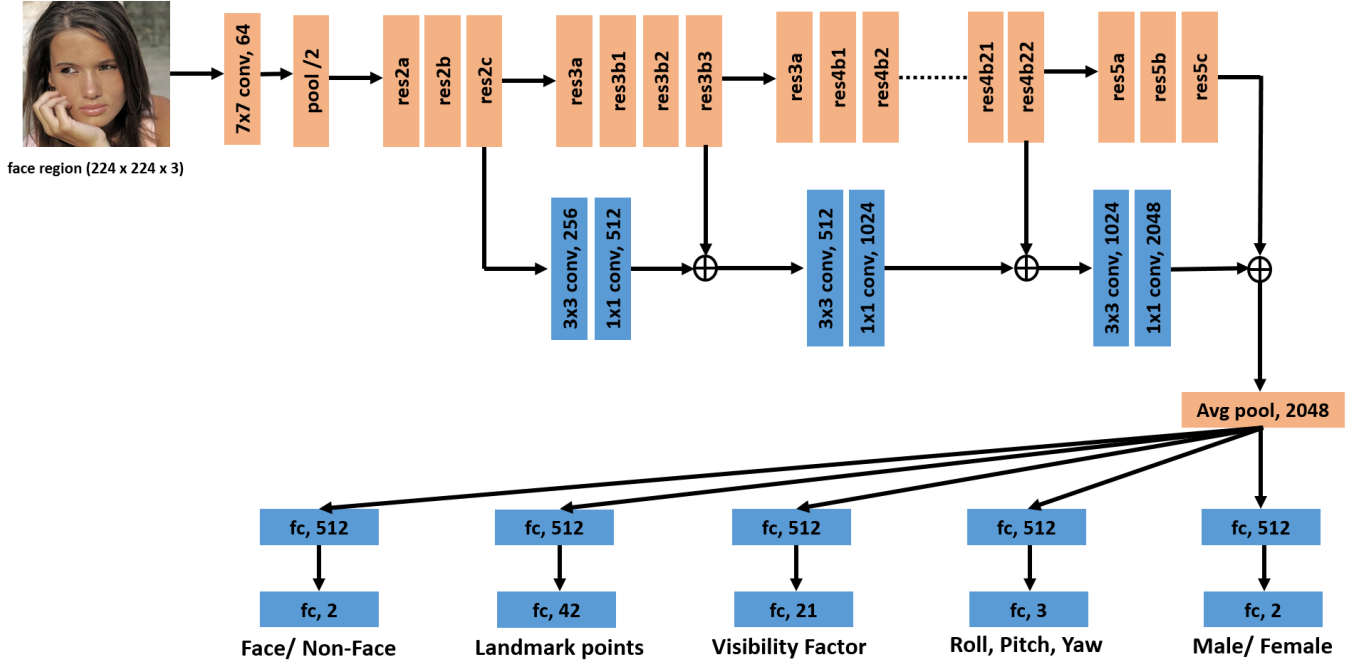 7x7 conv, 64
pool /2
res2a
res2b
res2c
res3a
res3b1
res3b2
res3b3
res3a
res4b1
res4b2
res4b21
res4b22
res5a
res5b
res5c
face region (224 x 224 x 3)
3x3 conv, 256
1x1 conv, 512
3x3 conv, 512
1x1 conv, 1024
3x3 conv, 1024
1x1 conv, 2048
Avg pool, 2048
fc, 512
fc, 512
fc, 512
fc, 512
fc, 512
fc, 2
fc, 42
fc, 21
fc, 3
fc, 2
Face/ Non-Face
Landmark points
Visibility Factor
Roll, Pitch, Yaw
Male/ Female